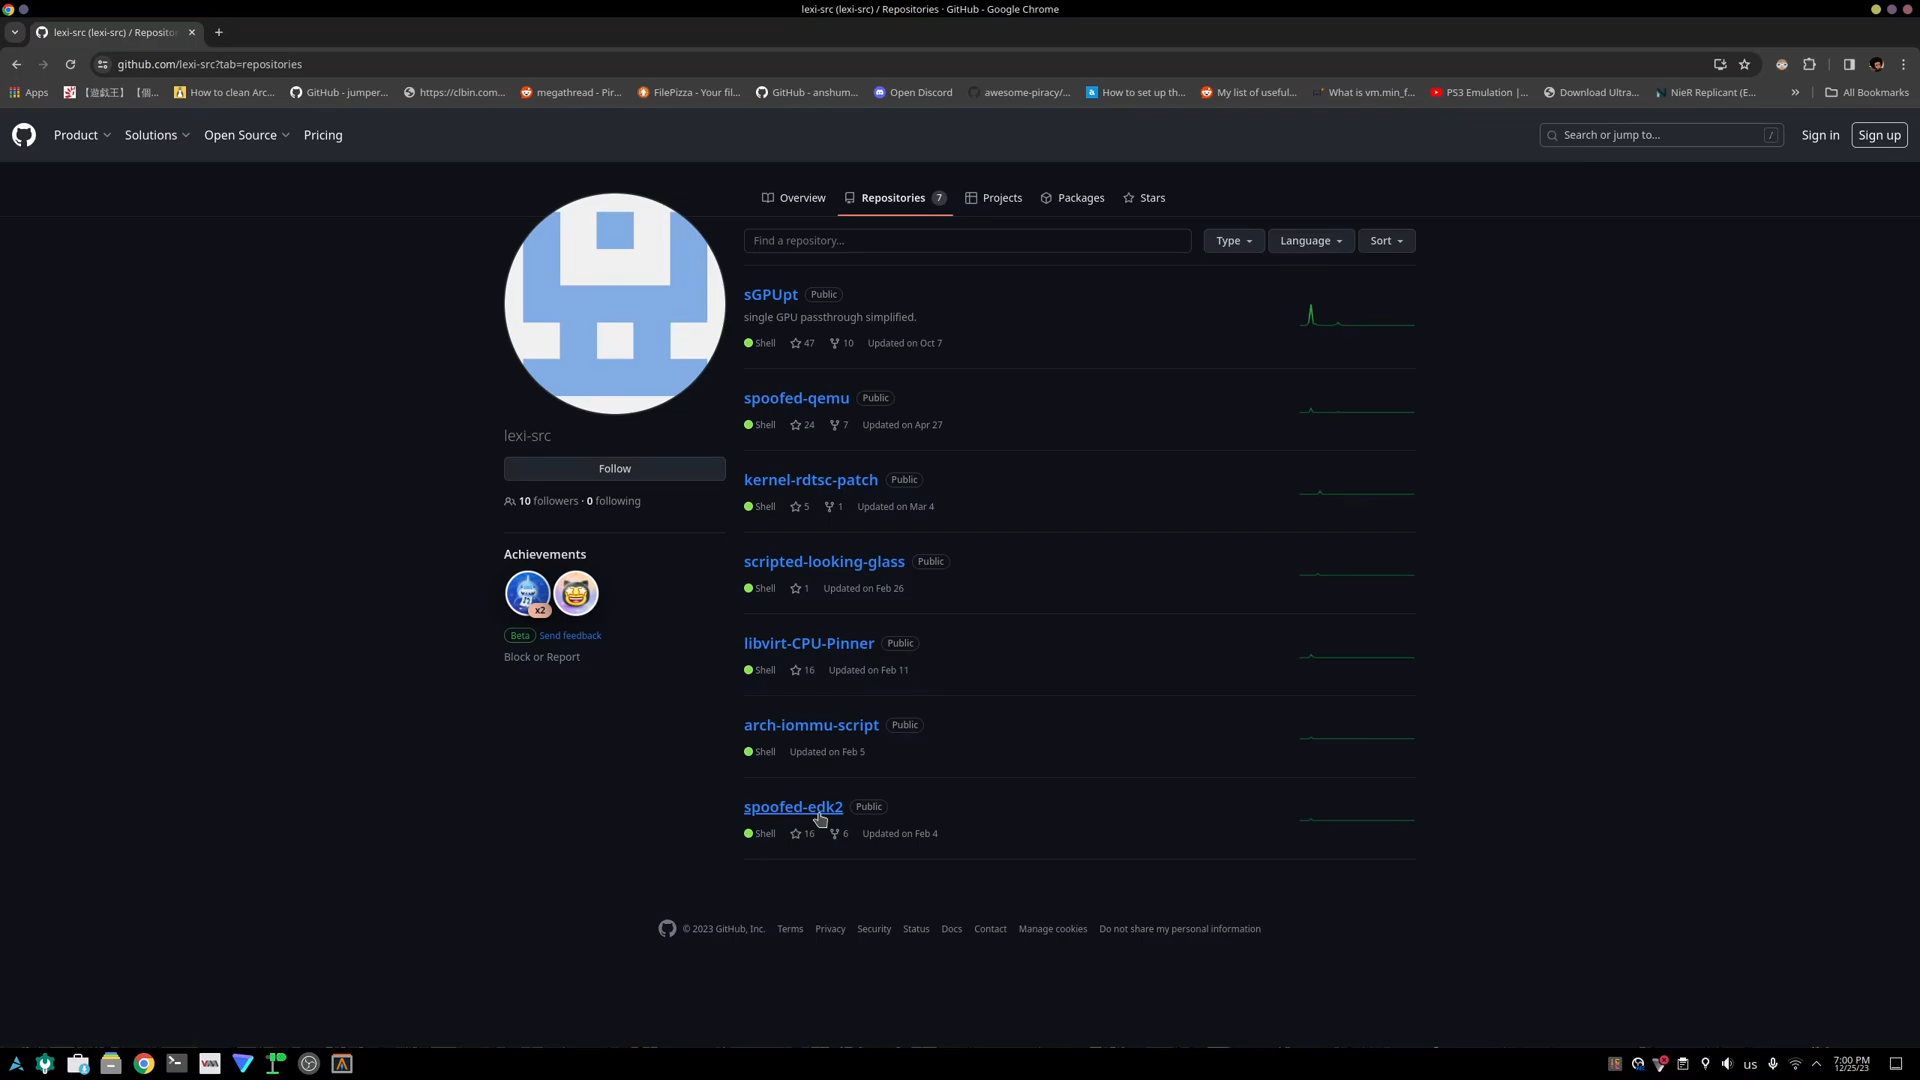 lexi-src (lexi-src) / Repositories · GitHub - Google Chrome
lexi-src (lexi-src) / Reposito
github.com/lexi-src?tab=repositories
Apps
【遊戯王】【個...
How to clean Arc...
GitHub - jumper...
https://clbin.com...
megathread - Pir...
FilePizza - Your fil...
GitHub - anshum...
Open Discord
awesome-piracy/...
How to set up th...
My list of useful...
What is vm.min_f...
PS3 Emulation |...
Download Ultra...
NieR Replicant (E...
»
All Bookmarks
Product
Solutions
Open Source
Pricing
Search or jump to...
/
Sign in
Sign up
Overview
Repositories 7
Projects
Packages
Stars
Find a repository...
Type
Language
Sort
sGPUpt Public
single GPU passthrough simplified.
Shell 47 10 Updated on Oct 7
spoofed-qemu Public
Shell 24 7 Updated on Apr 27
lexi-src
Follow
10 followers · 0 following
kernel-rdtsc-patch Public
Shell 5 1 Updated on Mar 4
Achievements
x2
Beta Send feedback
Block or Report
scripted-looking-glass Public
Shell 1 Updated on Feb 26
libvirt-CPU-Pinner Public
Shell 16 Updated on Feb 11
arch-iommu-script Public
Shell Updated on Feb 5
spoofed-edk2 Public
Shell 16 6 Updated on Feb 4
© 2023 GitHub, Inc. Terms Privacy Security Status Docs Contact Manage cookies Do not share my personal information
us
7:00 PM
12/25/23